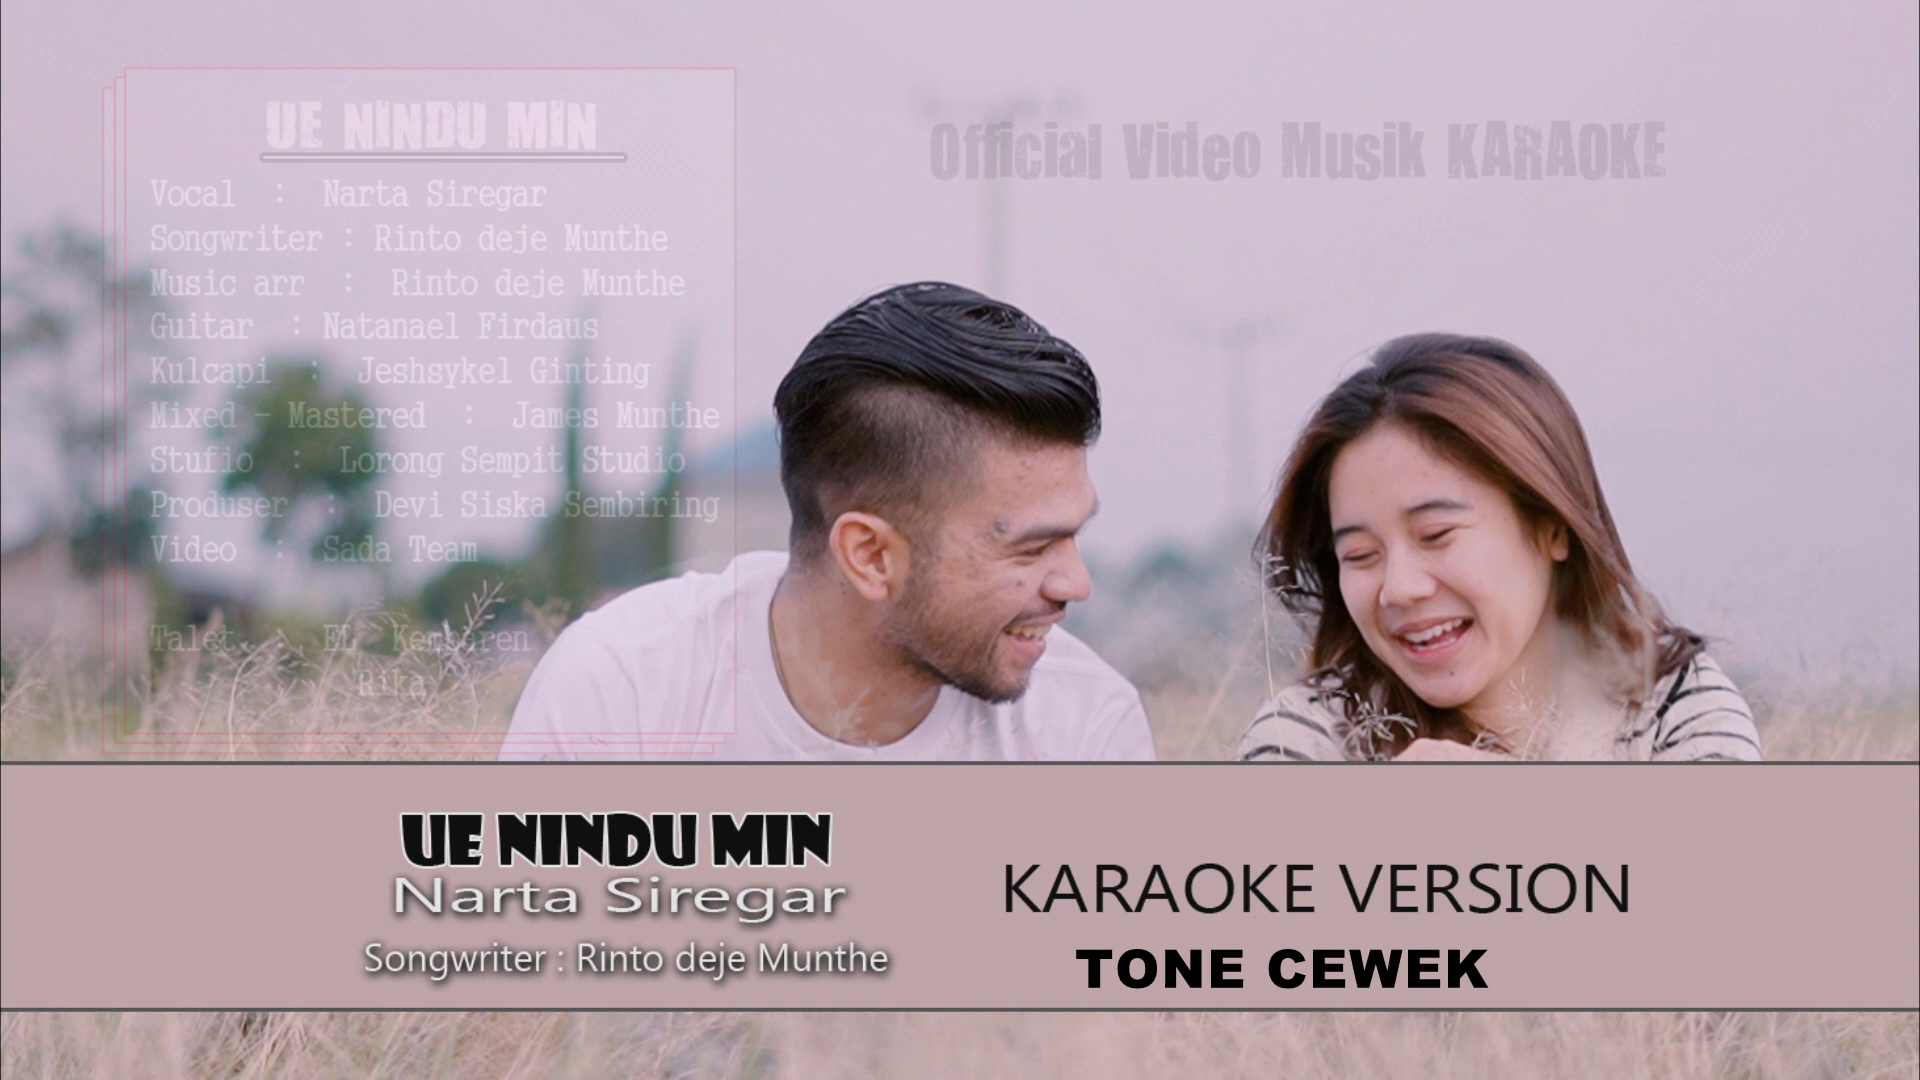 UE NINDU MIN
Vocal : Narta Siregar
Songwriter : Rinto deje Munthe
Music arr : Rinto deje Munthe
Guitar : Natanael Firdaus
Kulcapi : Jeshsykel Ginting
Mixed - Mastered : James Munthe
Stufio : Lorong Sempit Studio
Produser : Devi Siska Sembiring
Video : Sada Team
Talet : EL Kembaren
Rika
Official Video Musik KARAOKE
UE NINDU MIN
Narta Siregar
Songwriter : Rinto deje Munthe
KARAOKE VERSION
TONE CEWEK